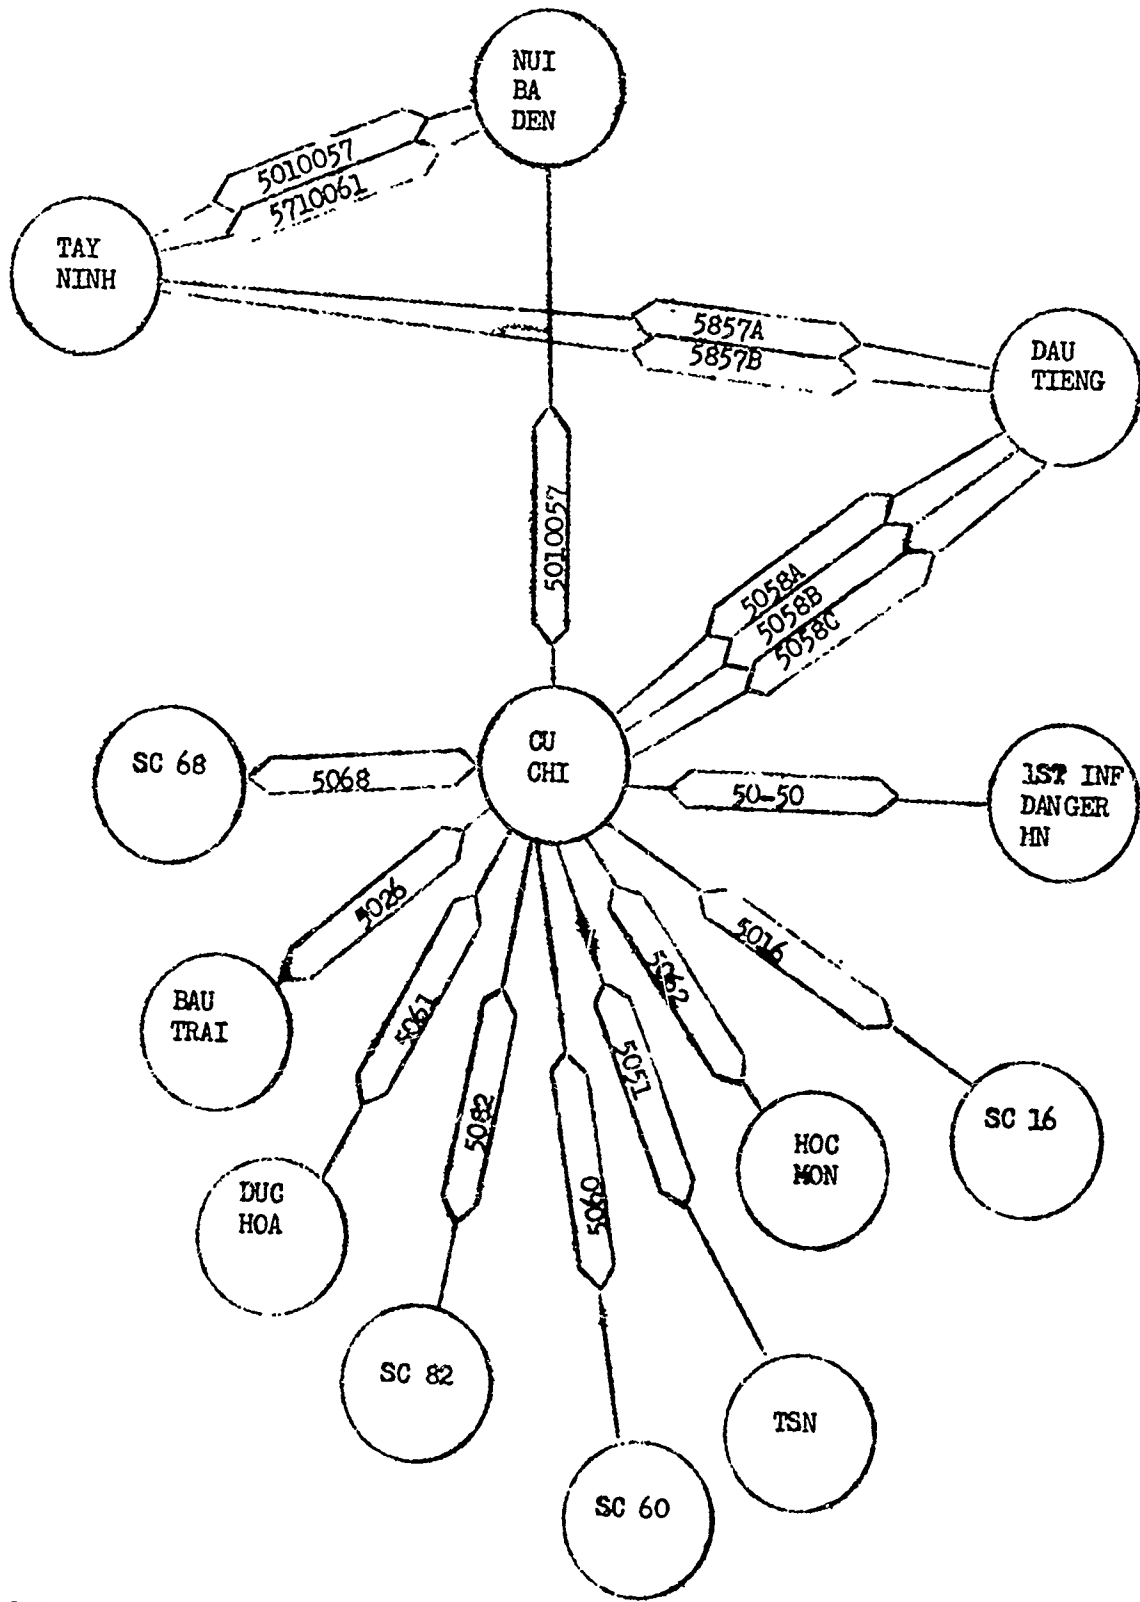 NUI
BA
DEN
5010057
5710061
TAY
NINH
5857A
5857B
DAU
TIENG
5010057
5058A
5058B
5058C
CU
CHI
SC 68
5068
50-50
1ST INF
DANGER
MN
5026
5061
5082
5060
5051
5062
5016
BAU
TRAI
DUC
HOA
SC 82
SC 60
TSN
HOC
MON
SC 16